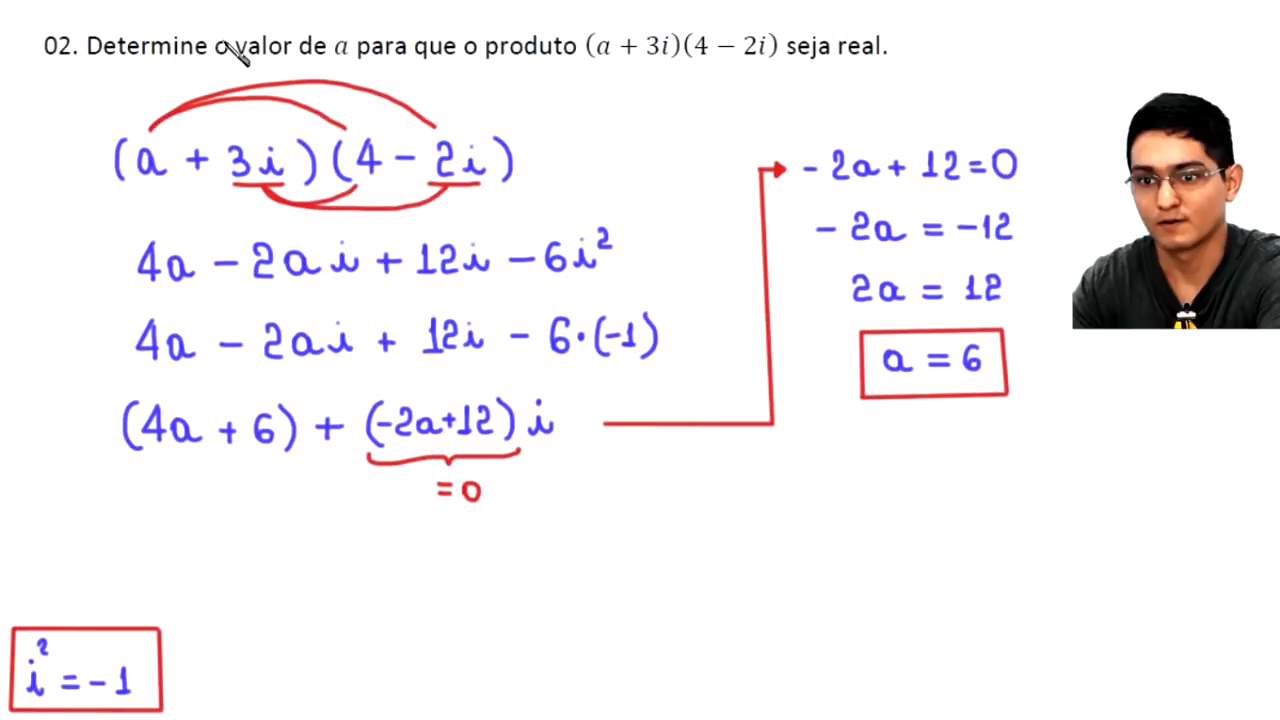 02. Determine o valor de a para que o produto (a + 3i)(4 − 2i) seja real.
(a + 3i)(4 - 2i)
4a - 2ai + 12i - 6i²
4a - 2ai + 12i - 6·(-1)
(4a + 6) + (-2a+12)i
=0
-2a + 12 = 0
-2a = -12
2a = 12
a = 6
i² = -1